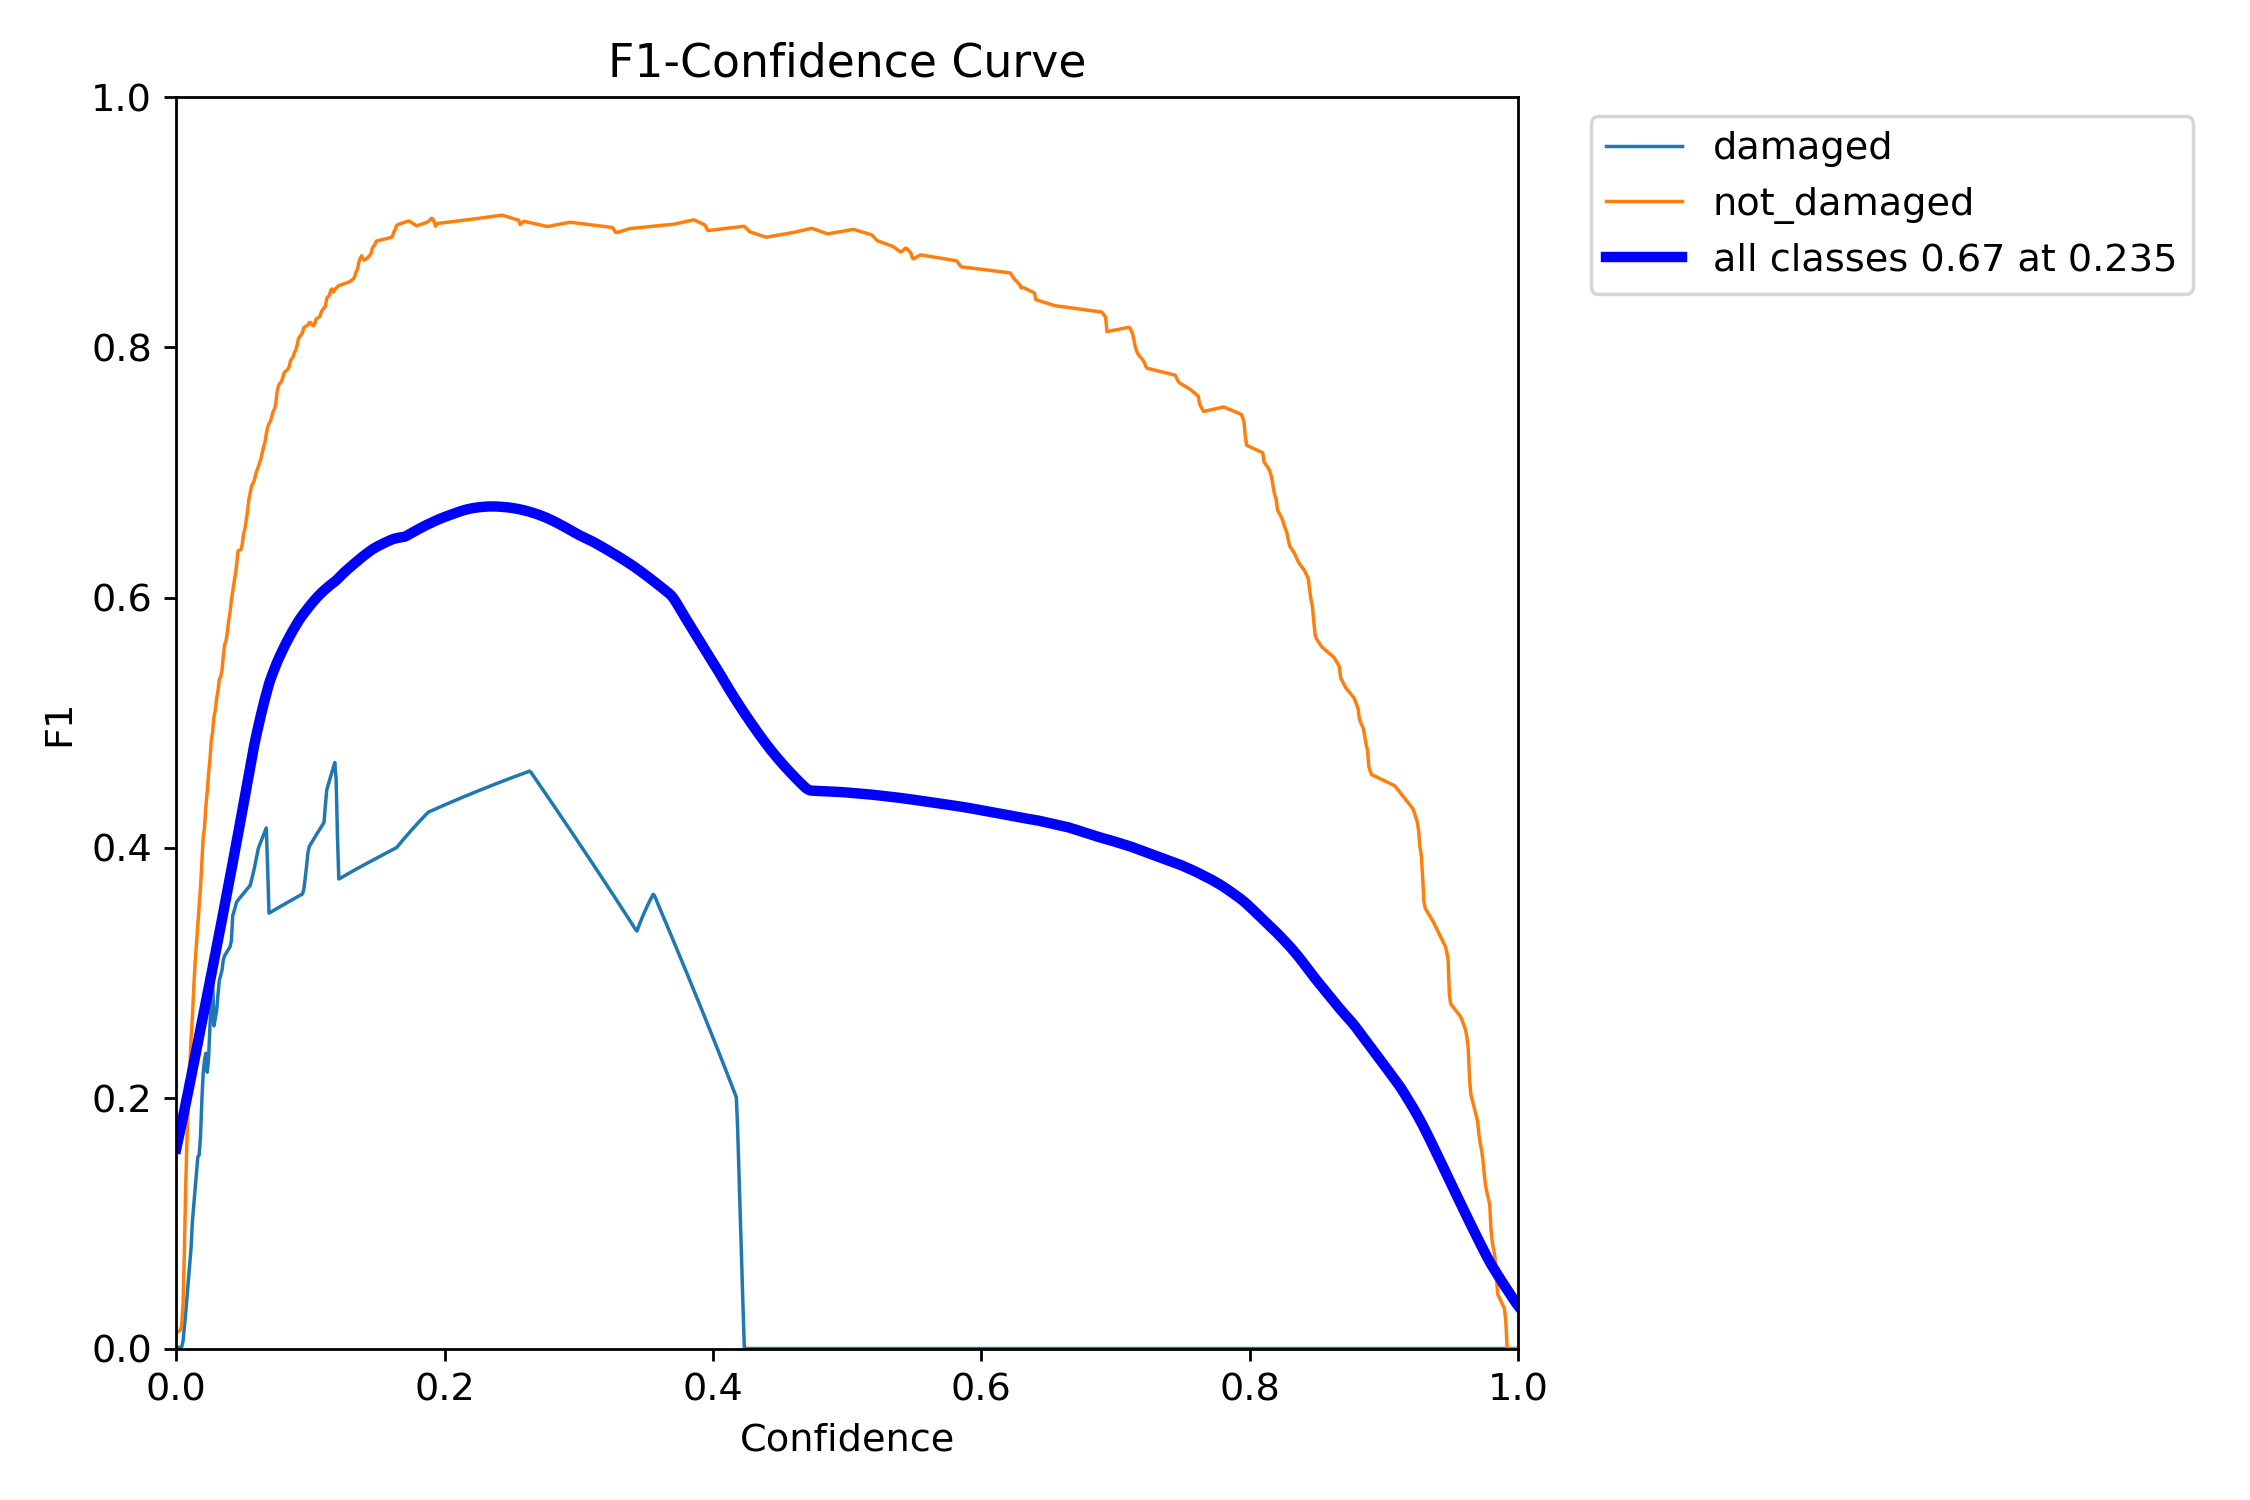 F1-Confidence Curve
1.0
0.8
0.6
0.4
0.2
0.0
F1
0.0 0.2 0.4 0.6 0.8 1.0
Confidence
damaged
not_damaged
all classes 0.67 at 0.235